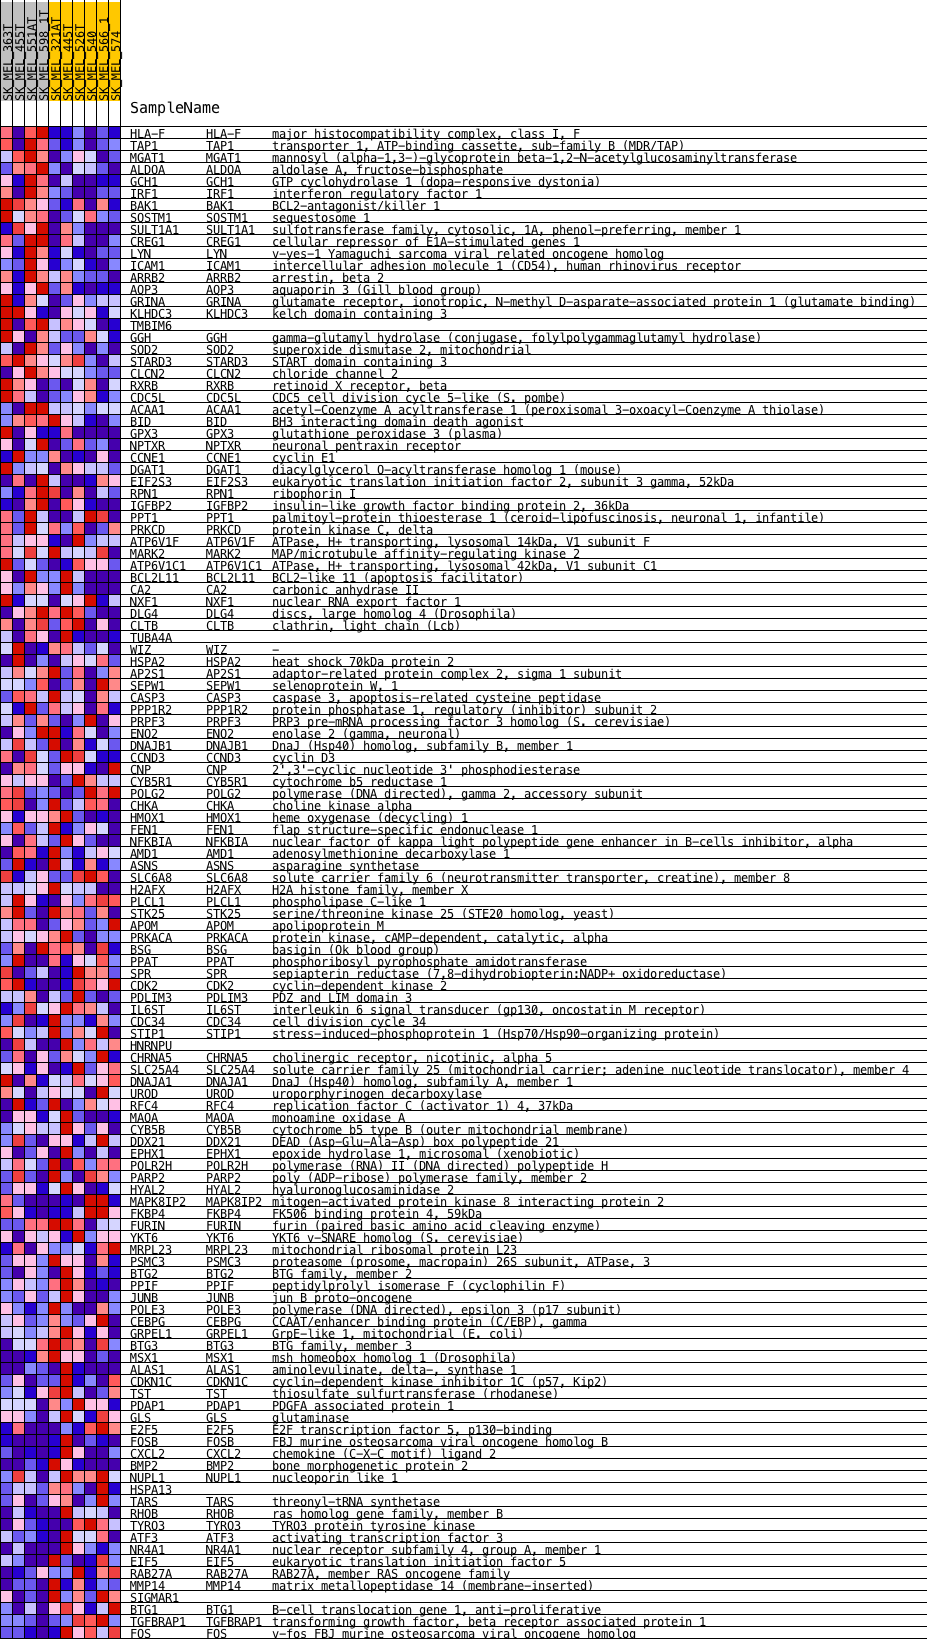 SK_MEL_363T
SK_MEL_455T
SK_MEL_551AT
SK_MEL_598_1T
SK_MEL_321AT
SK_MEL_445T
SK_MEL_526T
SK_MEL_540
SK_MEL_566_1
SK_MEL_574
SampleName
HLA-F HLA-F major histocompatibility complex, class I, F
TAP1 TAP1 transporter 1, ATP-binding cassette, sub-family B (MDR/TAP)
MGAT1 MGAT1 mannosyl (alpha-1,3-)-glycoprotein beta-1,2-N-acetylglucosaminyltransferase
ALDOA ALDOA aldolase A, fructose-bisphosphate
GCH1 GCH1 GTP cyclohydrolase 1 (dopa-responsive dystonia)
IRF1 IRF1 interferon regulatory factor 1
BAK1 BAK1 BCL2-antagonist/killer 1
SQSTM1 SQSTM1 sequestosome 1
SULT1A1 SULT1A1 sulfotransferase family, cytosolic, 1A, phenol-preferring, member 1
CREG1 CREG1 cellular repressor of E1A-stimulated genes 1
LYN LYN v-yes-1 Yamaguchi sarcoma viral related oncogene homolog
ICAM1 ICAM1 intercellular adhesion molecule 1 (CD54), human rhinovirus receptor
ARRB2 ARRB2 arrestin, beta 2
AQP3 AQP3 aquaporin 3 (Gill blood group)
GRINA GRINA glutamate receptor, ionotropic, N-methyl D-asparate-associated protein 1 (glutamate binding)
KLHDC3 KLHDC3 kelch domain containing 3
TMBIM6
GGH GGH gamma-glutamyl hydrolase (conjugase, folylpolygammaglutamyl hydrolase)
SOD2 SOD2 superoxide dismutase 2, mitochondrial
STARD3 STARD3 START domain containing 3
CLCN2 CLCN2 chloride channel 2
RXRB RXRB retinoid X receptor, beta
CDC5L CDC5L CDC5 cell division cycle 5-like (S. pombe)
ACAA1 ACAA1 acetyl-Coenzyme A acyltransferase 1 (peroxisomal 3-oxoacyl-Coenzyme A thiolase)
BID BID BH3 interacting domain death agonist
GPX3 GPX3 glutathione peroxidase 3 (plasma)
NPTXR NPTXR neuronal pentraxin receptor
CCNE1 CCNE1 cyclin E1
DGAT1 DGAT1 diacylglycerol O-acyltransferase homolog 1 (mouse)
EIF2S3 EIF2S3 eukaryotic translation initiation factor 2, subunit 3 gamma, 52kDa
RPN1 RPN1 ribophorin I
IGFBP2 IGFBP2 insulin-like growth factor binding protein 2, 36kDa
PPT1 PPT1 palmitoyl-protein thioesterase 1 (ceroid-lipofuscinosis, neuronal 1, infantile)
PRKCD PRKCD protein kinase C, delta
ATP6V1F ATP6V1F ATPase, H+ transporting, lysosomal 14kDa, V1 subunit F
MARK2 MARK2 MAP/microtubule affinity-regulating kinase 2
ATP6V1C1 ATP6V1C1 ATPase, H+ transporting, lysosomal 42kDa, V1 subunit C1
BCL2L11 BCL2L11 BCL2-like 11 (apoptosis facilitator)
CA2 CA2 carbonic anhydrase II
NXF1 NXF1 nuclear RNA export factor 1
DLG4 DLG4 discs, large homolog 4 (Drosophila)
CLTB CLTB clathrin, light chain (Lcb)
TUBA4A
WIZ WIZ -
HSPA2 HSPA2 heat shock 70kDa protein 2
AP2S1 AP2S1 adaptor-related protein complex 2, sigma 1 subunit
SEPW1 SEPW1 selenoprotein W, 1
CASP3 CASP3 caspase 3, apoptosis-related cysteine peptidase
PPP1R2 PPP1R2 protein phosphatase 1, regulatory (inhibitor) subunit 2
PRPF3 PRPF3 PRP3 pre-mRNA processing factor 3 homolog (S. cerevisiae)
ENO2 ENO2 enolase 2 (gamma, neuronal)
DNAJB1 DNAJB1 DnaJ (Hsp40) homolog, subfamily B, member 1
CCND3 CCND3 cyclin D3
CNP CNP 2',3'-cyclic nucleotide 3' phosphodiesterase
CYB5R1 CYB5R1 cytochrome b5 reductase 1
POLG2 POLG2 polymerase (DNA directed), gamma 2, accessory subunit
CHKA CHKA choline kinase alpha
HMOX1 HMOX1 heme oxygenase (decycling) 1
FEN1 FEN1 flap structure-specific endonuclease 1
NFKBIA NFKBIA nuclear factor of kappa light polypeptide gene enhancer in B-cells inhibitor, alpha
AMD1 AMD1 adenosylmethionine decarboxylase 1
ASNS ASNS asparagine synthetase
SLC6A8 SLC6A8 solute carrier family 6 (neurotransmitter transporter, creatine), member 8
H2AFX H2AFX H2A histone family, member X
PLCL1 PLCL1 phospholipase C-like 1
STK25 STK25 serine/threonine kinase 25 (STE20 homolog, yeast)
APOM APOM apolipoprotein M
PRKACA PRKACA protein kinase, cAMP-dependent, catalytic, alpha
BSG BSG basigin (Ok blood group)
PPAT PPAT phosphoribosyl pyrophosphate amidotransferase
SPR SPR sepiapterin reductase (7,8-dihydrobiopterin:NADP+ oxidoreductase)
CDK2 CDK2 cyclin-dependent kinase 2
PDLIM3 PDLIM3 PDZ and LIM domain 3
IL6ST IL6ST interleukin 6 signal transducer (gp130, oncostatin M receptor)
CDC34 CDC34 cell division cycle 34
STIP1 STIP1 stress-induced-phosphoprotein 1 (Hsp70/Hsp90-organizing protein)
HNRNPU
CHRNA5 CHRNA5 cholinergic receptor, nicotinic, alpha 5
SLC25A4 SLC25A4 solute carrier family 25 (mitochondrial carrier; adenine nucleotide translocator), member 4
DNAJA1 DNAJA1 DnaJ (Hsp40) homolog, subfamily A, member 1
UROD UROD uroporphyrinogen decarboxylase
RFC4 RFC4 replication factor C (activator 1) 4, 37kDa
MAOA MAOA monoamine oxidase A
CYB5B CYB5B cytochrome b5 type B (outer mitochondrial membrane)
DDX21 DDX21 DEAD (Asp-Glu-Ala-Asp) box polypeptide 21
EPHX1 EPHX1 epoxide hydrolase 1, microsomal (xenobiotic)
POLR2H POLR2H polymerase (RNA) II (DNA directed) polypeptide H
PARP2 PARP2 poly (ADP-ribose) polymerase family, member 2
HYAL2 HYAL2 hyaluronoglucosaminidase 2
MAPK8IP2 MAPK8IP2 mitogen-activated protein kinase 8 interacting protein 2
FKBP4 FKBP4 FK506 binding protein 4, 59kDa
FURIN FURIN furin (paired basic amino acid cleaving enzyme)
YKT6 YKT6 YKT6 v-SNARE homolog (S. cerevisiae)
MRPL23 MRPL23 mitochondrial ribosomal protein L23
PSMC3 PSMC3 proteasome (prosome, macropain) 26S subunit, ATPase, 3
BTG2 BTG2 BTG family, member 2
PPIF PPIF peptidylprolyl isomerase F (cyclophilin F)
JUNB JUNB jun B proto-oncogene
POLE3 POLE3 polymerase (DNA directed), epsilon 3 (p17 subunit)
CEBPG CEBPG CCAAT/enhancer binding protein (C/EBP), gamma
GRPEL1 GRPEL1 GrpE-like 1, mitochondrial (E. coli)
BTG3 BTG3 BTG family, member 3
MSX1 MSX1 msh homeobox homolog 1 (Drosophila)
ALAS1 ALAS1 aminolevulinate, delta-, synthase 1
CDKN1C CDKN1C cyclin-dependent kinase inhibitor 1C (p57, Kip2)
TST TST thiosulfate sulfurtransferase (rhodanese)
PDAP1 PDAP1 PDGFA associated protein 1
GLS GLS glutaminase
E2F5 E2F5 E2F transcription factor 5, p130-binding
FOSB FOSB FBJ murine osteosarcoma viral oncogene homolog B
CXCL2 CXCL2 chemokine (C-X-C motif) ligand 2
BMP2 BMP2 bone morphogenetic protein 2
NUPL1 NUPL1 nucleoporin like 1
HSPA13
TARS TARS threonyl-tRNA synthetase
RHOB RHOB ras homolog gene family, member B
TYRO3 TYRO3 TYRO3 protein tyrosine kinase
ATF3 ATF3 activating transcription factor 3
NR4A1 NR4A1 nuclear receptor subfamily 4, group A, member 1
EIF5 EIF5 eukaryotic translation initiation factor 5
RAB27A RAB27A RAB27A, member RAS oncogene family
MMP14 MMP14 matrix metallopeptidase 14 (membrane-inserted)
SIGMAR1
BTG1 BTG1 B-cell translocation gene 1, anti-proliferative
TGFBRAP1 TGFBRAP1 transforming growth factor, beta receptor associated protein 1
FOS FOS v-fos FBJ murine osteosarcoma viral oncogene homolog